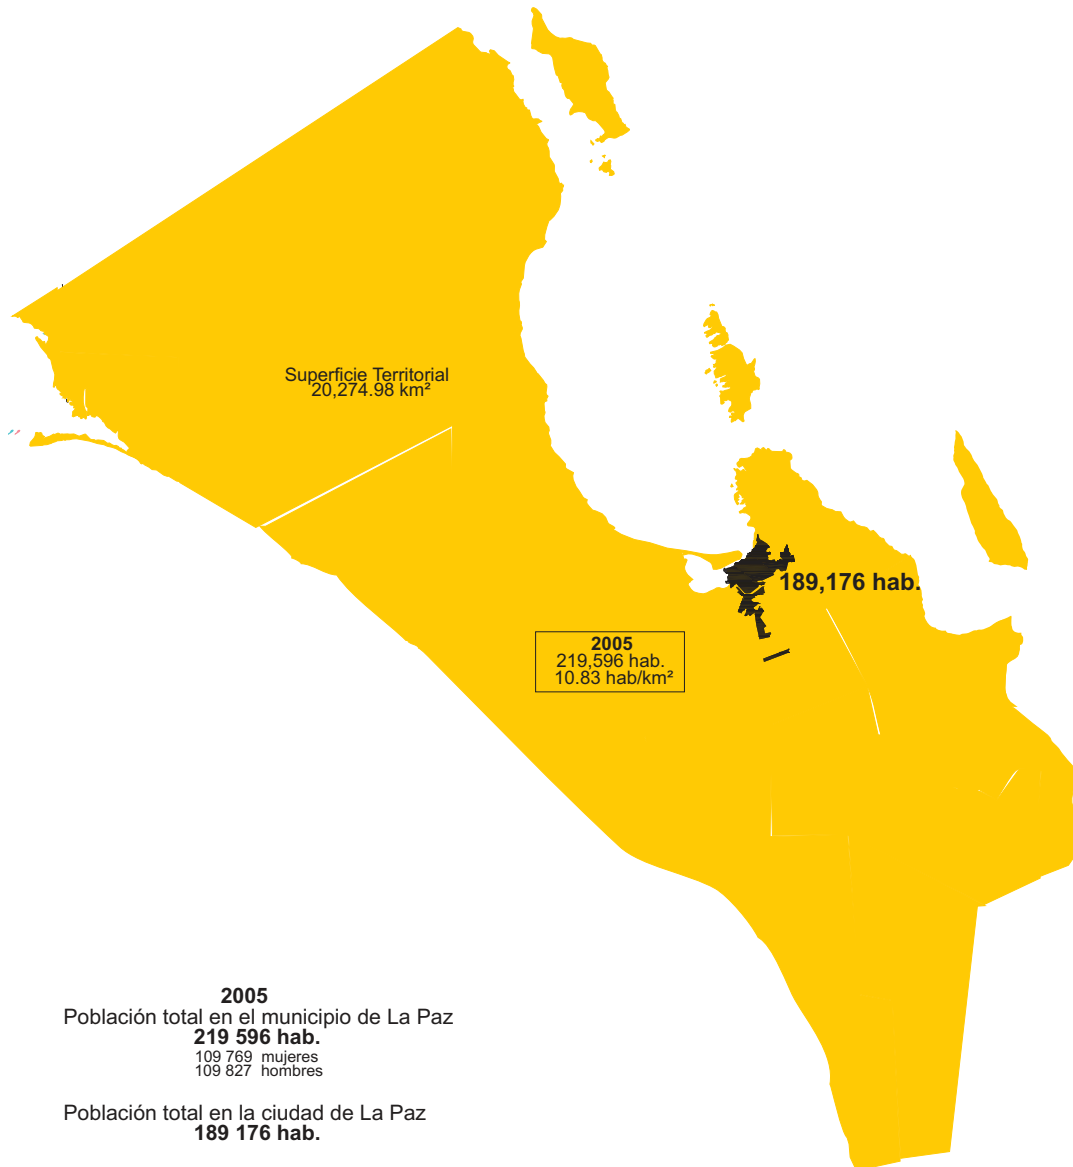 Superficie Territorial
20,274.98 km²
189,176 hab.
2005
219,596 hab.
10.83 hab/km²
2005
Población total en el municipio de La Paz
219 596 hab.
109 769 mujeres
109 827 hombres
Población total en la ciudad de La Paz
189 176 hab.